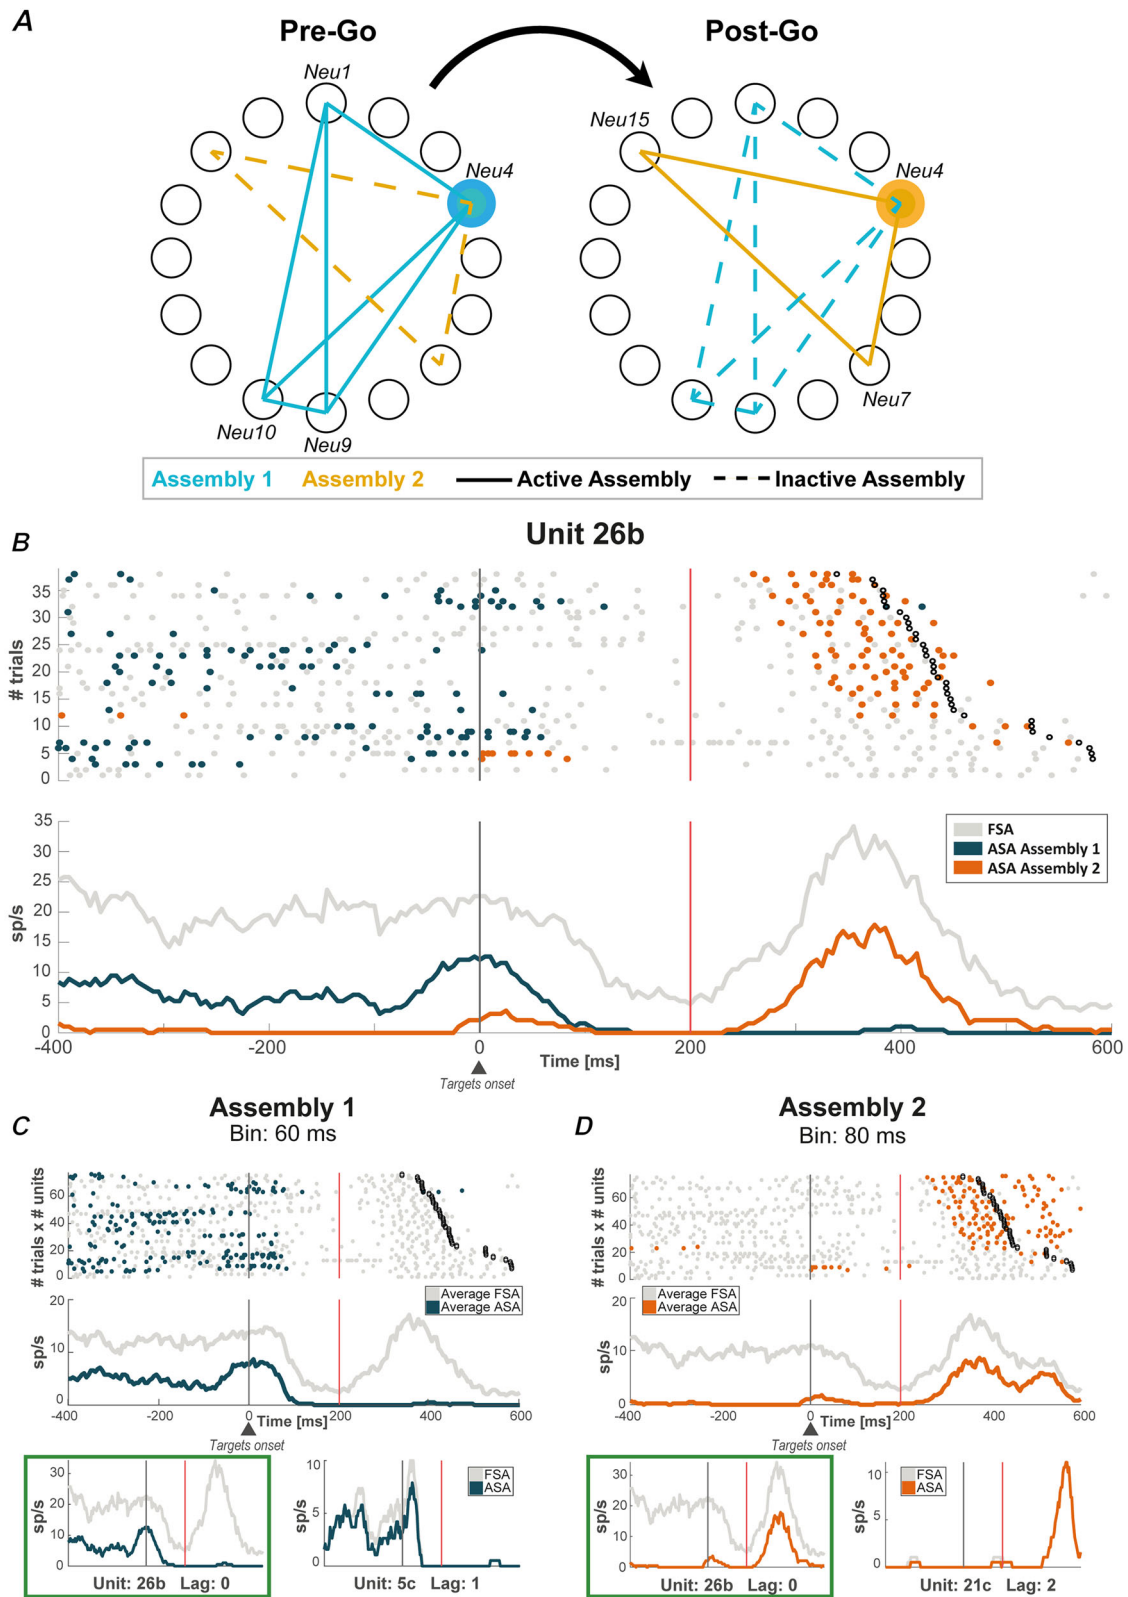 A
Pre-Go
Post-Go
Neu1
Neu4
Neu10
Neu9
Neu15
Neu4
Neu7
Assembly 1 Assembly 2 Active Assembly Inactive Assembly
B
Unit 26b
# trials
35
30
25
20
15
10
5
0
sp/s
35
30
25
20
15
10
5
0
FSA
ASA Assembly 1
ASA Assembly 2
-400 -200 0 200 400 600
Time [ms]
Targets onset
C
Assembly 1
Bin: 60 ms
# trials x # units
60
40
20
0
Average FSA
Average ASA
sp/s
20
10
0
-400 -200 0 200 400 600
Time [ms]
Targets onset
sp/s
30
20
10
0
Unit: 26b Lag: 0
sp/s
10
5
0
FSA
ASA
Unit: 5c Lag: 1
D
Assembly 2
Bin: 80 ms
# trials x # units
60
40
20
0
Average FSA
Average ASA
sp/s
20
10
0
-400 -200 0 200 400 600
Time [ms]
Targets onset
sp/s
30
20
10
0
Unit: 26b Lag: 0
sp/s
10
5
0
FSA
ASA
Unit: 21c Lag: 2